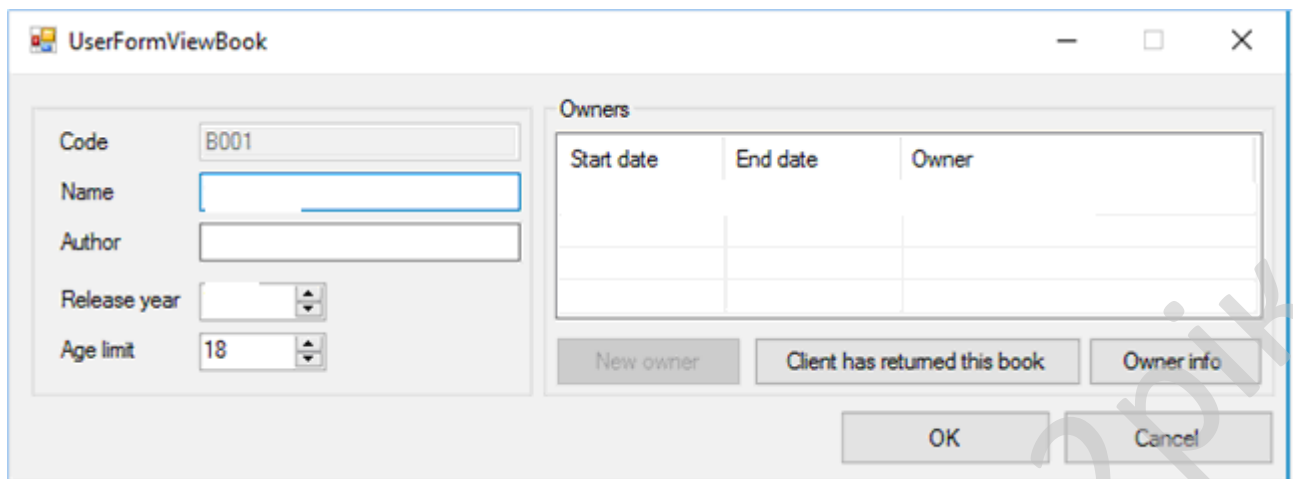 UserFormViewBook
Code B001
Name
Author
Release year
Age limit 18
Owners
Start date End date Owner
New owner Client has returned this book Owner info
OK Cancel